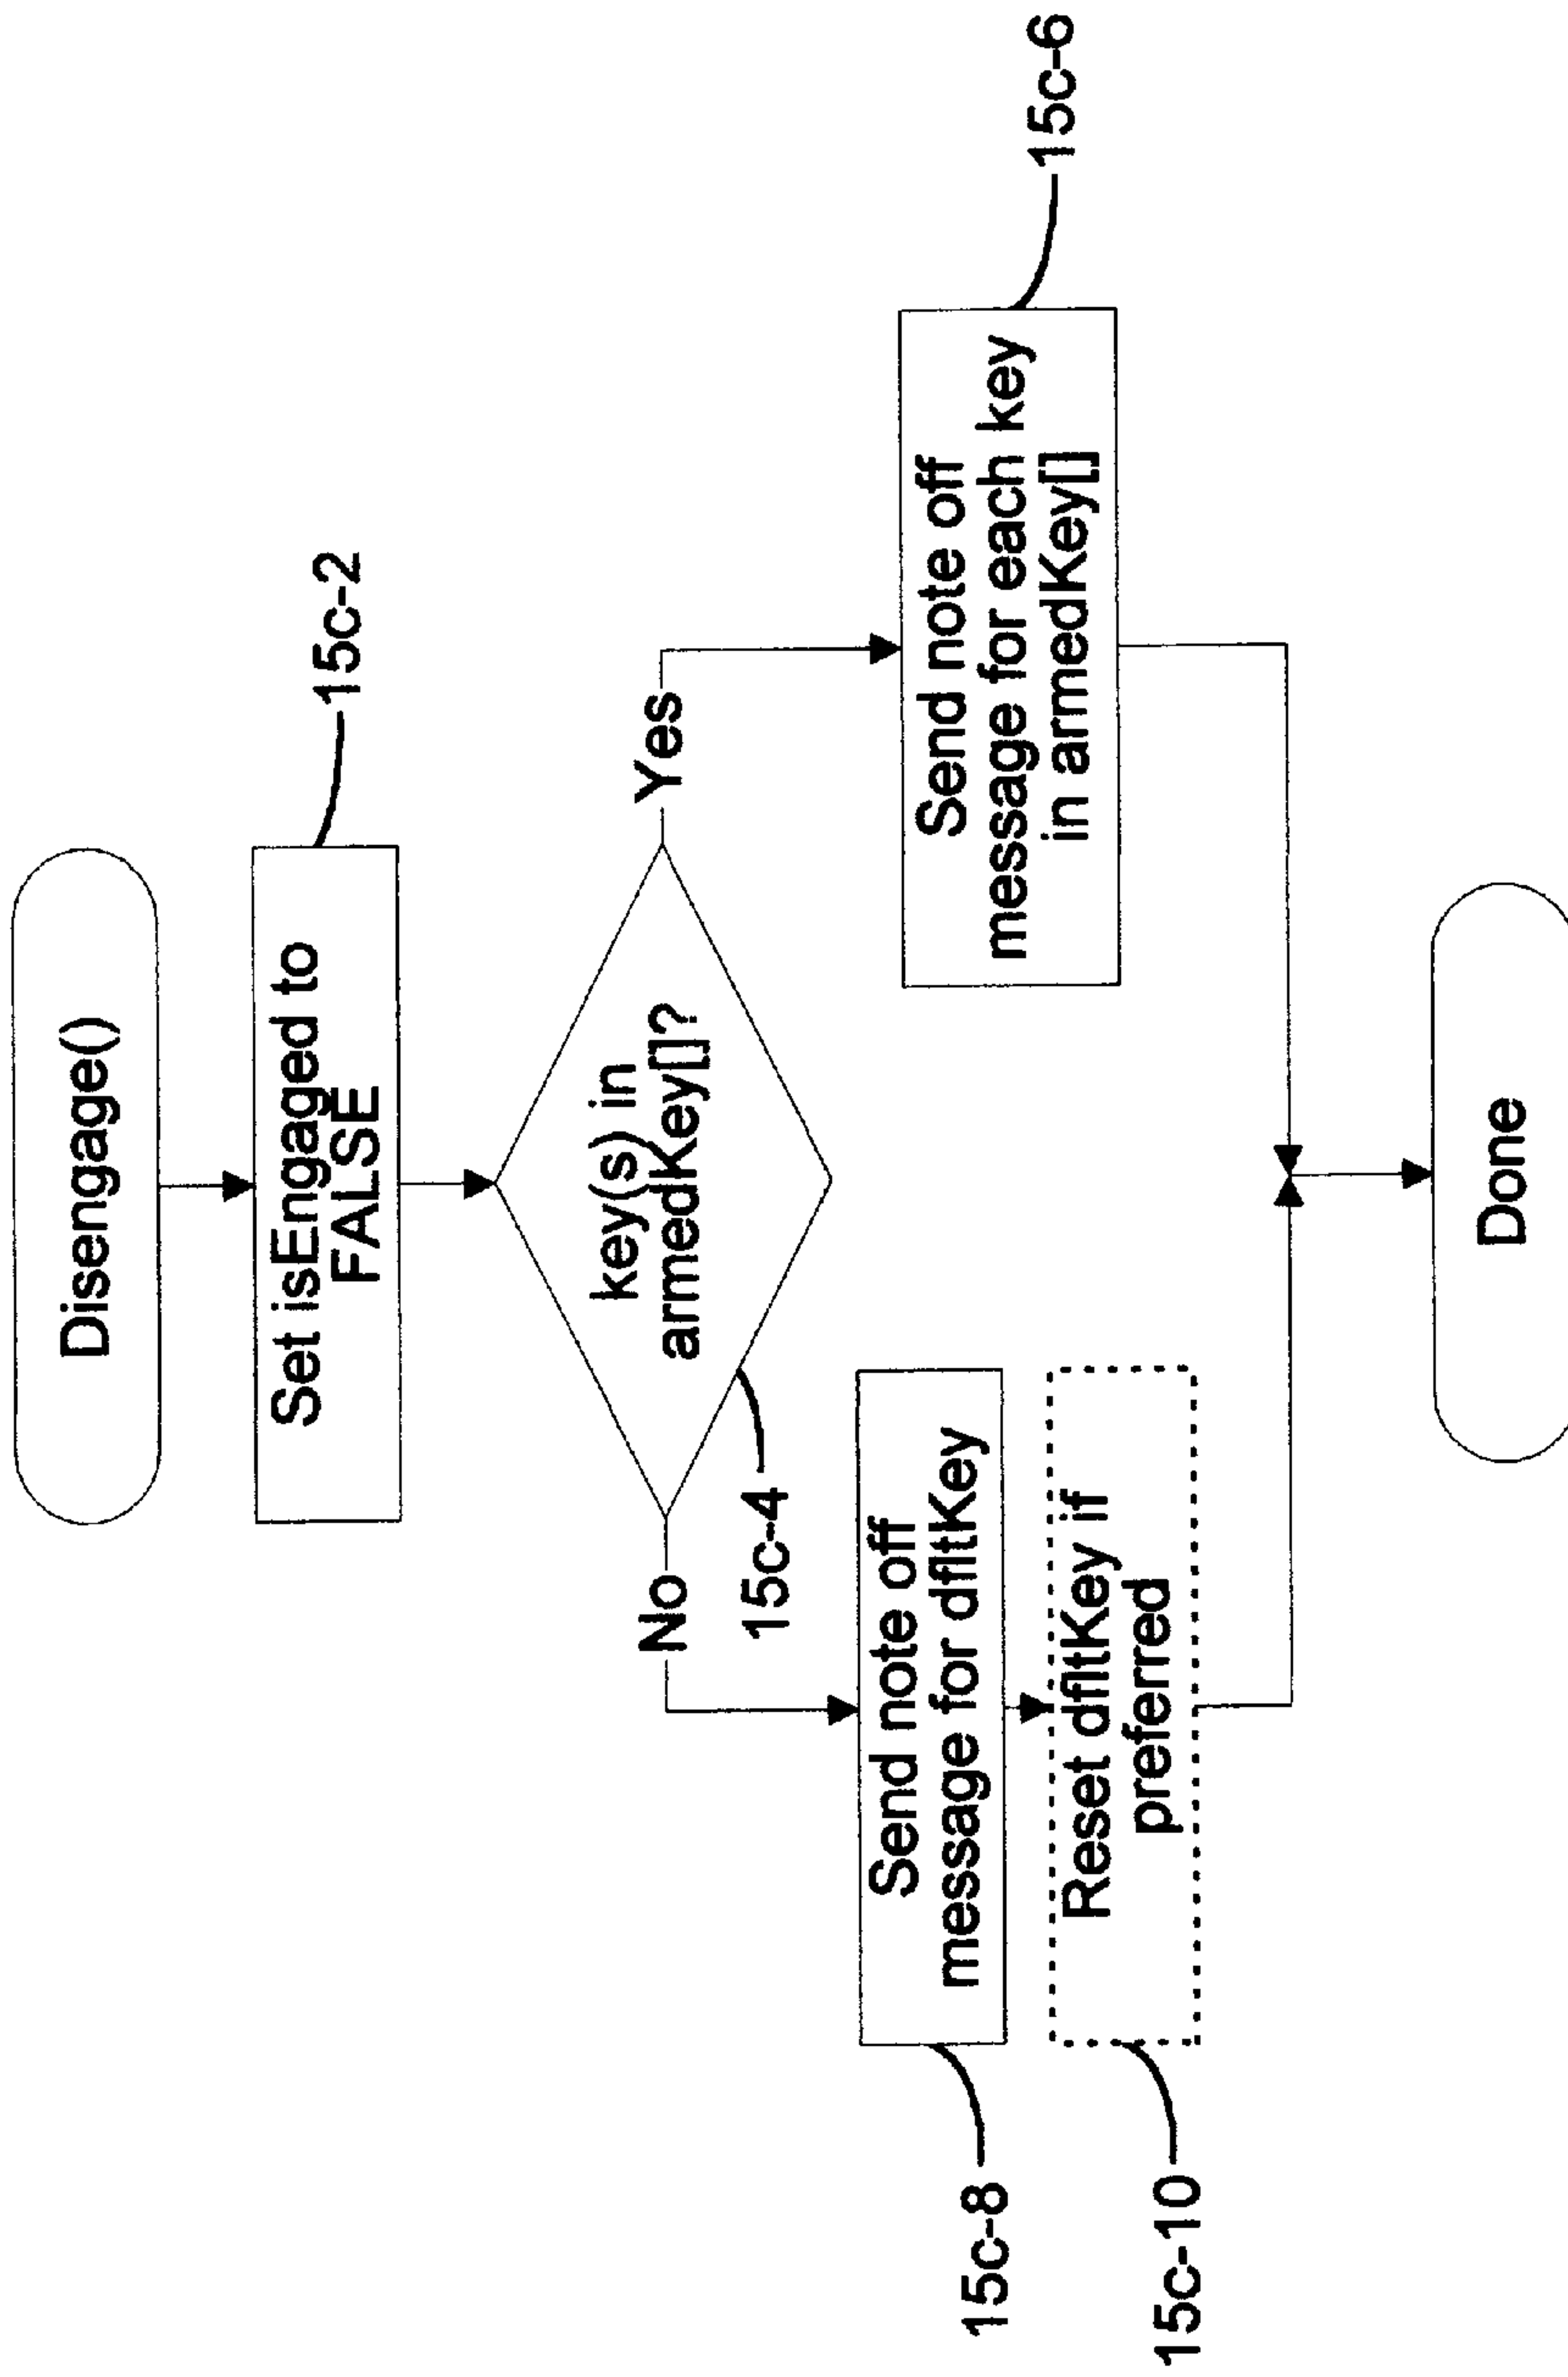 Disengage()
Set isEngaged to
FALSE
15c-2
key(s) in
armedKey[]?
15c-4
No
Yes
Send note off
message for dfltKey
15c-8
Reset dfltKey if
preferred
15c-10
Send note off
message for each key
in armedKey[]
15c-6
Done